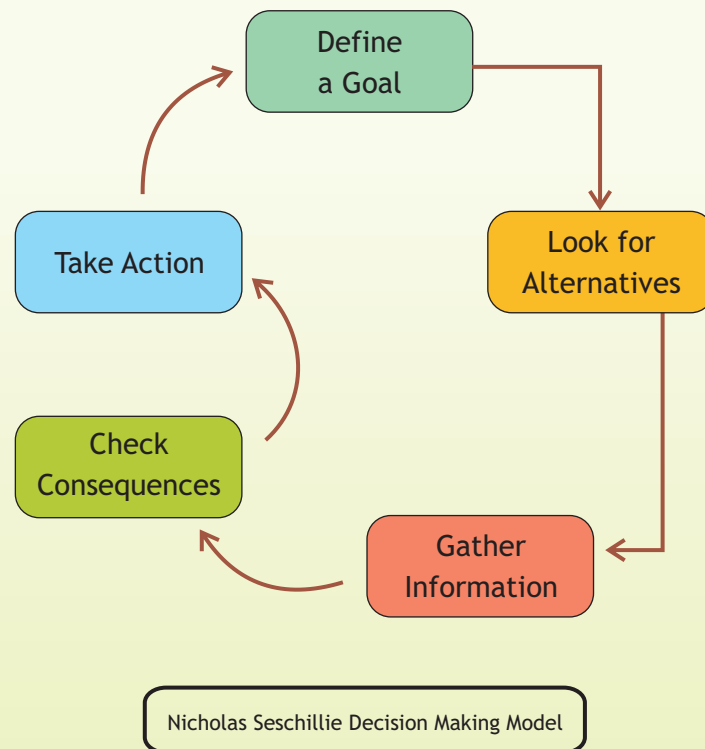 Define
a Goal
Look for
Alternatives
Gather
Information
Check
Consequences
Take Action
Nicholas Seschillie Decision Making Model